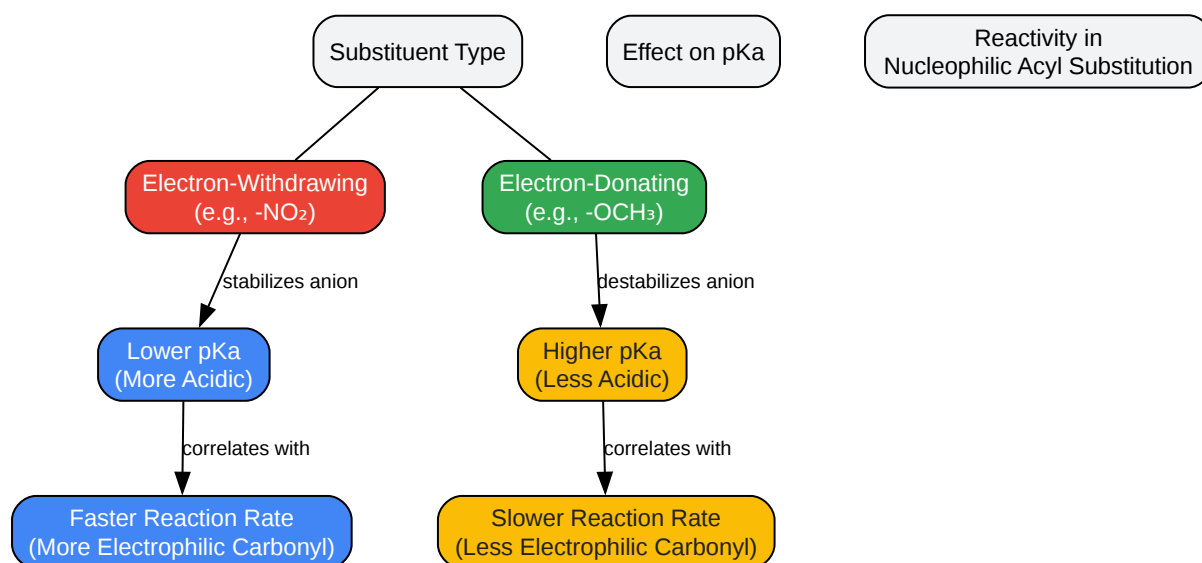 Substituent Type
Effect on pKa
Reactivity in
Nucleophilic Acyl Substitution
Electron-Withdrawing
(e.g., -NO₂)
Electron-Donating
(e.g., -OCH₃)
stabilizes anion
destabilizes anion
Lower pKa
(More Acidic)
Higher pKa
(Less Acidic)
correlates with
correlates with
Faster Reaction Rate
(More Electrophilic Carbonyl)
Slower Reaction Rate
(Less Electrophilic Carbonyl)